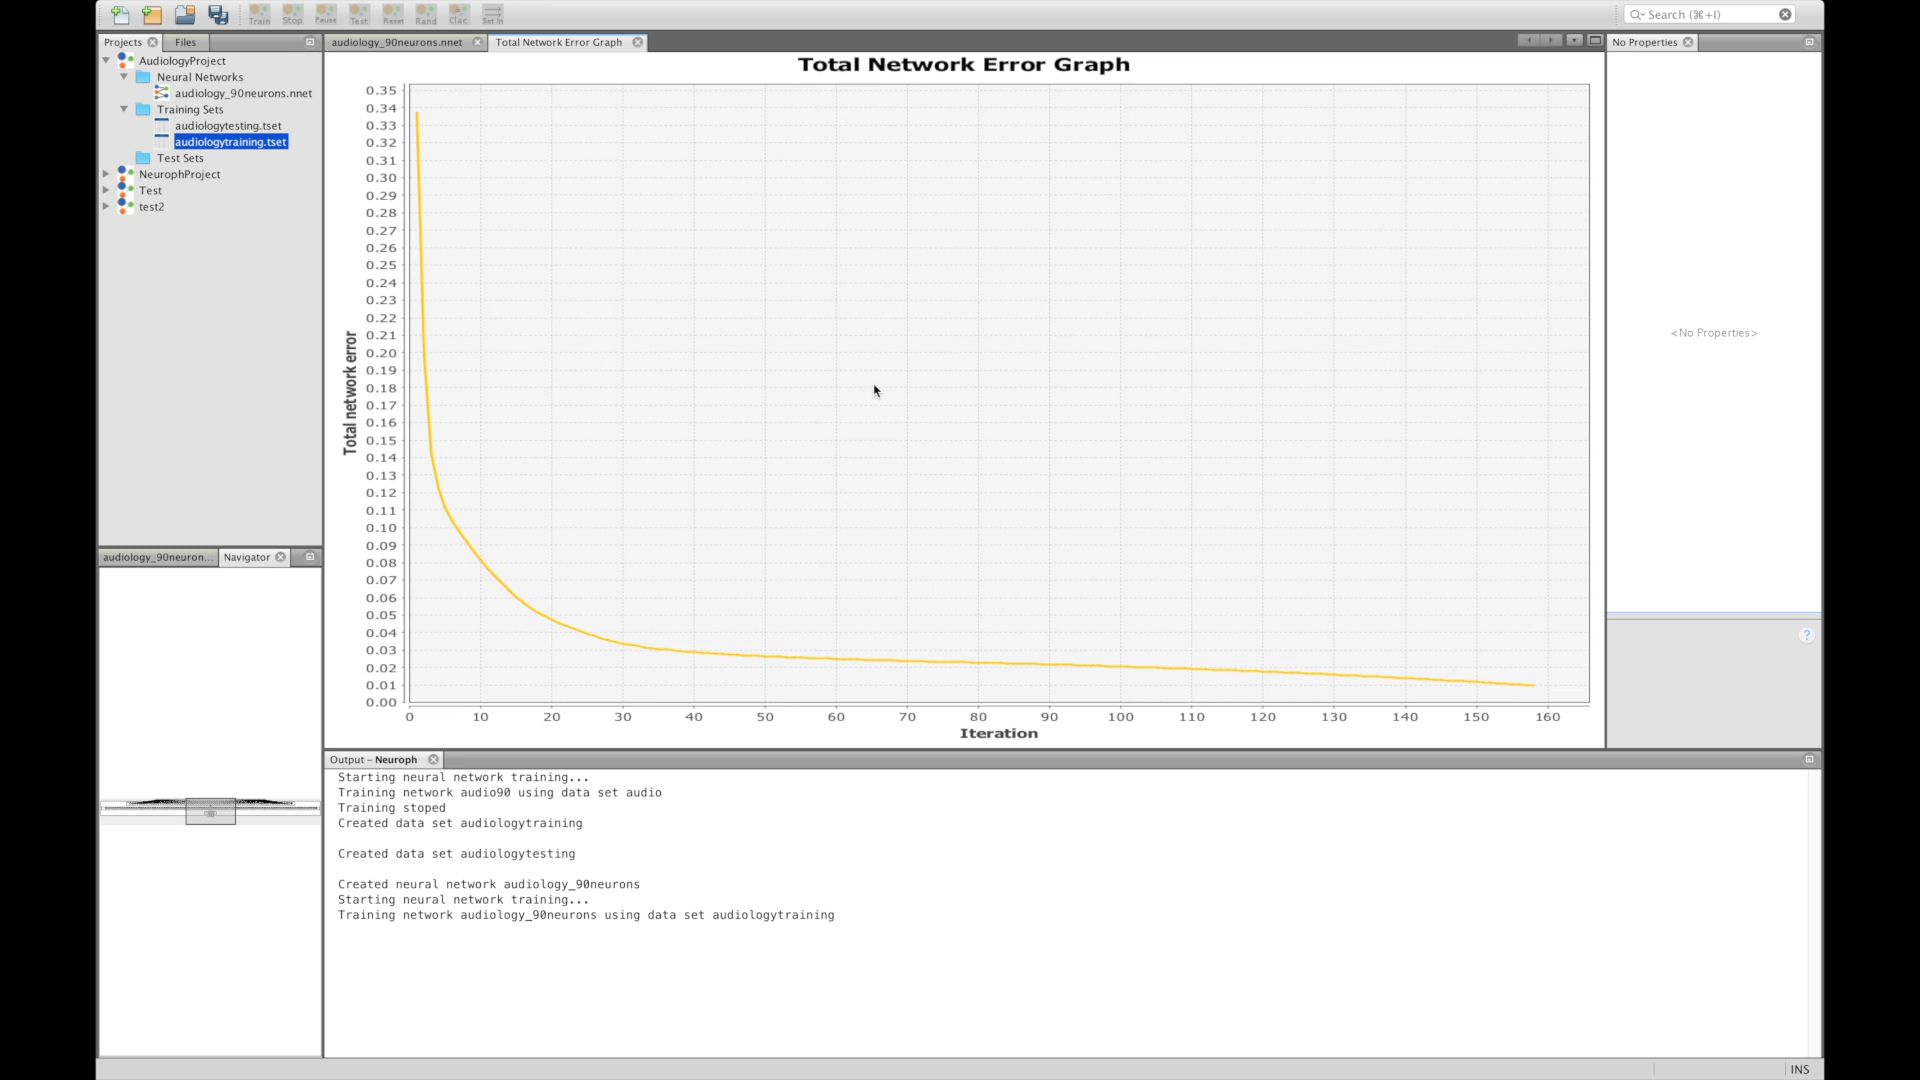 Train Stop Pause Test Reset Rand Clac Set In
Search (⌘+I)
Projects Files
AudiologyProject
Neural Networks
audiology_90neurons.nnet
Training Sets
audiologytesting.tset
audiologytraining.tset
Test Sets
NeurophProject
Test
test2
audiology_90neuron... Navigator
audiology_90neurons.nnet Total Network Error Graph
Total Network Error Graph
Total network error
0.35
0.34
0.33
0.32
0.31
0.30
0.29
0.28
0.27
0.26
0.25
0.24
0.23
0.22
0.21
0.20
0.19
0.18
0.17
0.16
0.15
0.14
0.13
0.12
0.11
0.10
0.09
0.08
0.07
0.06
0.05
0.04
0.03
0.02
0.01
0.00
0 10 20 30 40 50 60 70 80 90 100 110 120 130 140 150 160
Iteration
No Properties
<No Properties>
?
Output – Neuroph
Starting neural network training...
Training network audio90 using data set audio
Training stoped
Created data set audiologytraining
Created data set audiologytesting
Created neural network audiology_90neurons
Starting neural network training...
Training network audiology_90neurons using data set audiologytraining
INS